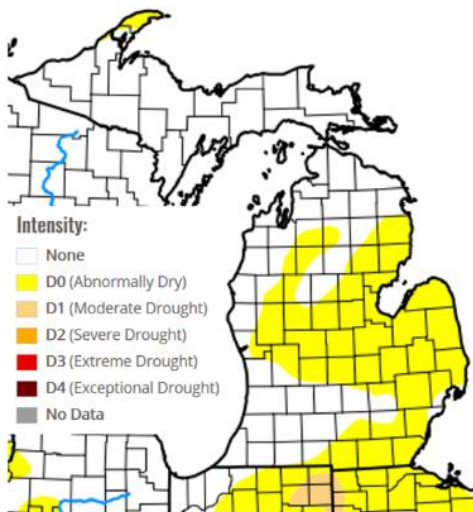 Intensity:
None
D0 (Abnormally Dry)
D1 (Moderate Drought)
D2 (Severe Drought)
D3 (Extreme Drought)
D4 (Exceptional Drought)
No Data